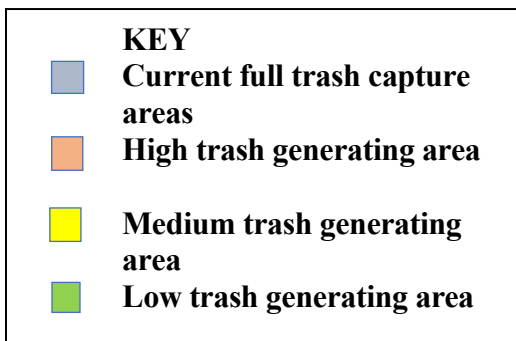 KEY
Current full trash capture
areas
High trash generating area
Medium trash generating
area
Low trash generating area